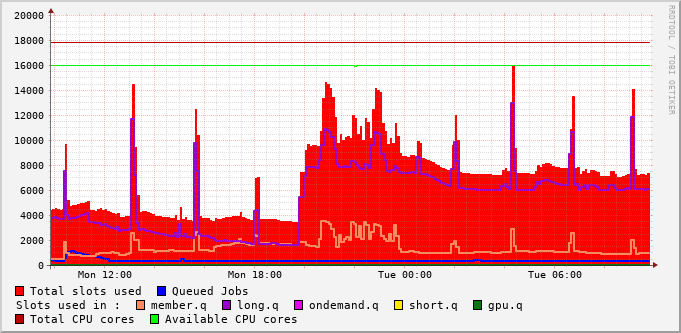 20000
18000
16000
14000
12000
10000
8000
6000
4000
2000
0
Mon 12:00 Mon 18:00 Tue 00:00 Tue 06:00
RRDTOOL / TOBI OETIKER
Total slots used Queued Jobs
Slots used in : member.q long.q ondemand.q short.q gpu.q
Total CPU cores Available CPU cores